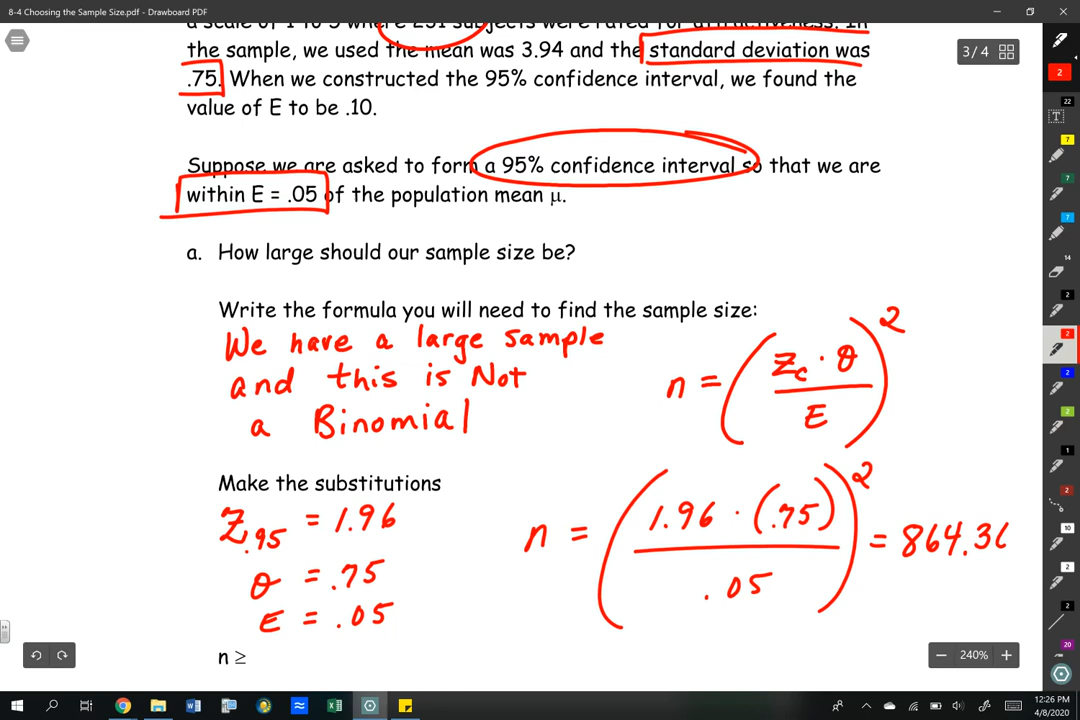 8-4 Choosing the Sample Size.pdf - Drawboard PDF
the sample, we used the mean was 3.94 and the standard deviation was
.75. When we constructed the 95% confidence interval, we found the
value of E to be .10.
3/4
Suppose we are asked to form a 95% confidence interval so that we are
within E = .05 of the population mean μ.
a. How large should our sample size be?
Write the formula you will need to find the sample size:
We have a large sample
and this is Not
a Binomial
n = (Zc · σ / E)²
Make the substitutions
Z.95 = 1.96
σ = .75
E = .05
n = (1.96 · (.75) / .05)² = 864.36
n ≥
240%
12:26 PM
4/8/2020